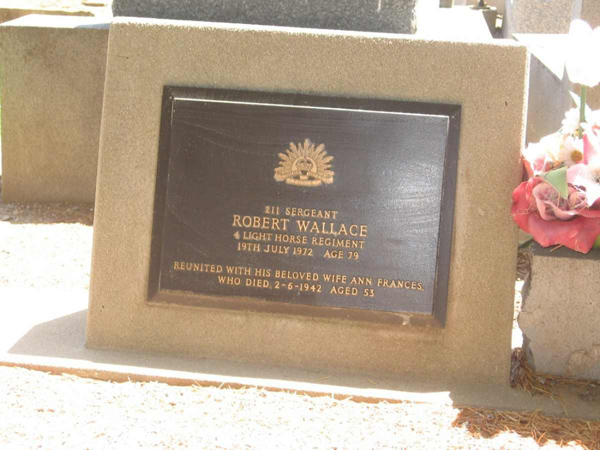 211 SERGEANT
ROBERT WALLACE
4 LIGHT HORSE REGIMENT
19TH JULY 1972 AGE 79
REUNITED WITH HIS BELOVED WIFE ANN FRANCES,
WHO DIED, 2-6-1942 AGED 53